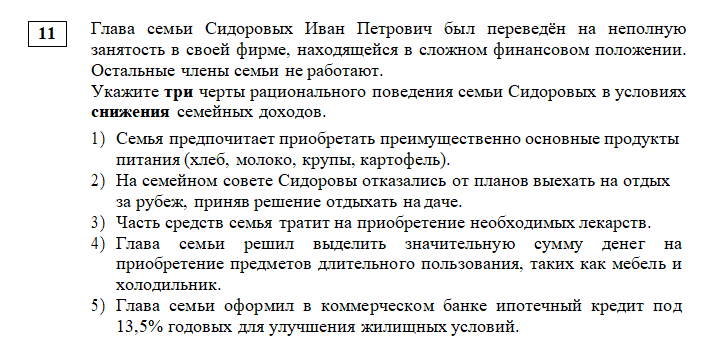 11
Глава семьи Сидоровых Иван Петрович был переведён на неполную
занятость в своей фирме, находящейся в сложном финансовом положении.
Остальные члены семьи не работают.
Укажите три черты рационального поведения семьи Сидоровых в условиях
снижения семейных доходов.
1) Семья предпочитает приобретать преимущественно основные продукты
питания (хлеб, молоко, крупы, картофель).
2) На семейном совете Сидоровы отказались от планов выехать на отдых
за рубеж, приняв решение отдыхать на даче.
3) Часть средств семья тратит на приобретение необходимых лекарств.
4) Глава семьи решил выделить значительную сумму денег на
приобретение предметов длительного пользования, таких как мебель и
холодильник.
5) Глава семьи оформил в коммерческом банке ипотечный кредит под
13,5% годовых для улучшения жилищных условий.